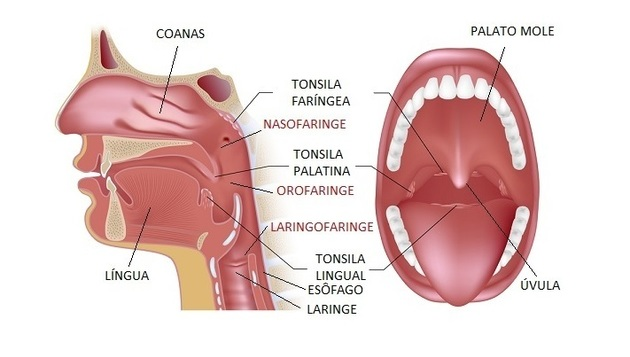 COANAS
PALATO MOLE
TONSILA
FARÍNGEA
NASOFARINGE
TONSILA
PALATINA
OROFARINGE
LARINGOFARINGE
TONSILA
LINGUAL
LÍNGUA
ESÔFAGO
ÚVULA
LARINGE